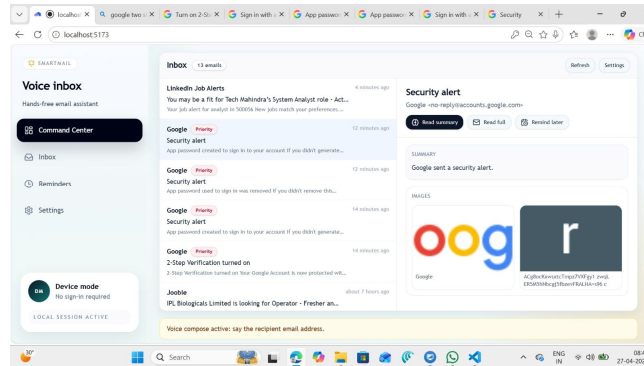 localhost
google two s
Turn on 2-Ste
Sign in with a
App passwor
App passwor
Sign in with a
Security
localhost:5173
SMARTMAIL
Voice inbox
Hands-free email assistant
Command Center
Inbox
Reminders
Settings
DM
Device mode
No sign-in required
LOCAL SESSION ACTIVE
Inbox
13 emails
Refresh
Settings
LinkedIn Job Alerts
4 minutes ago
You may be a fit for Tech Mahindra's System Analyst role - Act...
Your job alert for analyst in 500056 New jobs match your preferences....
Google Priority
12 minutes ago
Security alert
App password created to sign in to your account If you didn't generate...
Google Priority
12 minutes ago
Security alert
App password used to sign in was removed If you didn't remove this...
Google Priority
14 minutes ago
Security alert
App password created to sign in to your account If you didn't generate...
Google Priority
14 minutes ago
2-Step Verification turned on
2-Step Verification turned on Your Google Account is now protected wit...
Jooble
about 7 hours ago
IPL Biologicals Limited is looking for Operator - Fresher an...
Security alert
Google <no-reply@accounts.google.com>
Read summary
Read full
Remind later
SUMMARY
Google sent a security alert.
IMAGES
oog
Google
r
Voice compose active: say the recipient email address.
30°
Search
ENG
IN
08:4
27-04-202